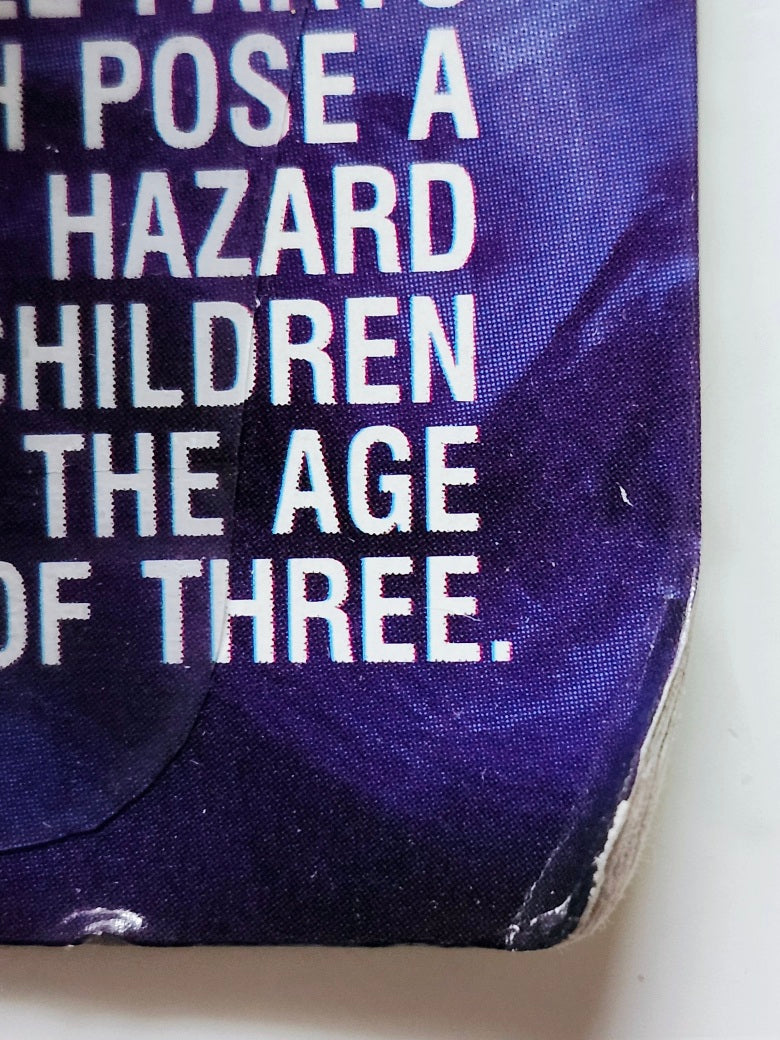 POSE A
HAZARD
CHILDREN
THE AGE
OF THREE.